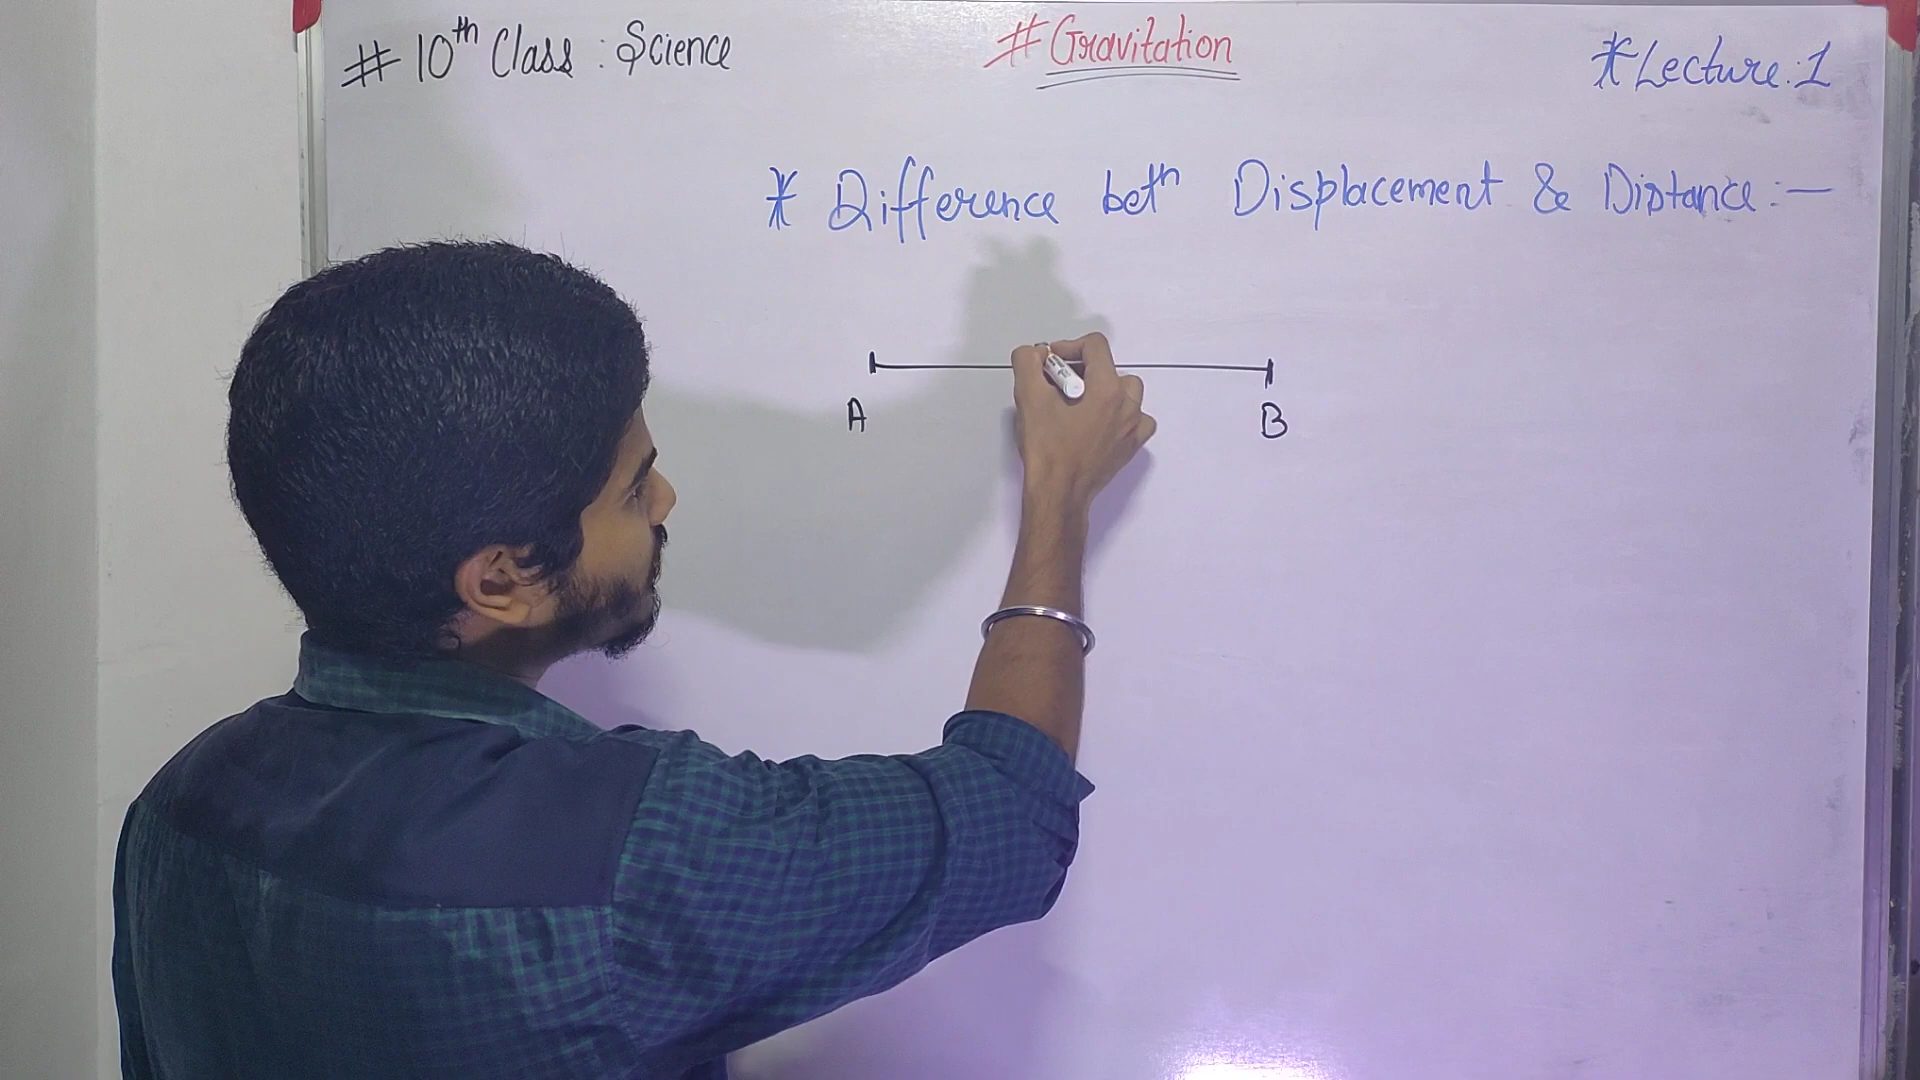 # 10th Class : Science
# Gravitation
* Lecture : 1
* Difference betn Displacement & Distance : —
A B